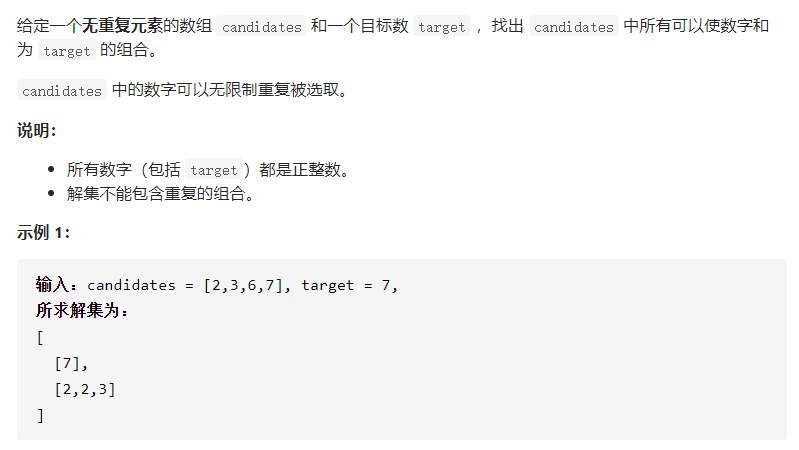 给定一个无重复元素的数组 candidates 和一个目标数 target ，找出 candidates 中所有可以使数字和
为 target 的组合。
candidates 中的数字可以无限制重复被选取。
说明：
• 所有数字（包括 target）都是正整数。
• 解集不能包含重复的组合。
示例 1：
输入：candidates = [2,3,6,7], target = 7,
所求解集为：
[
[7],
[2,2,3]
]